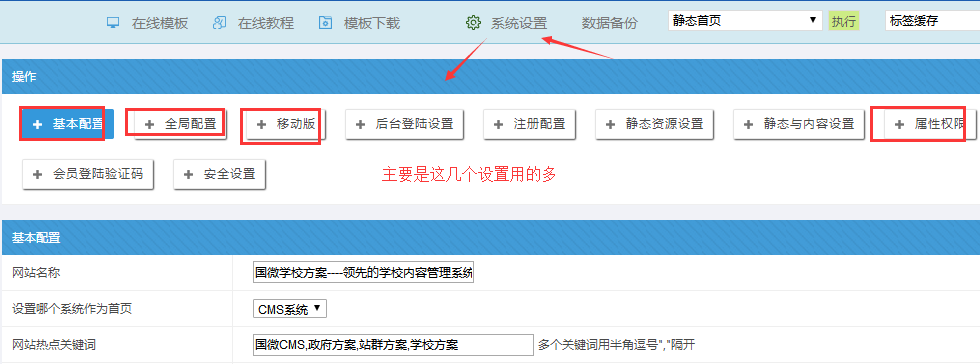 在线模板 在线教程 模板下载 系统设置 数据备份 静态首页 执行 标签缓存
操作
基本配置 全局配置 移动版 后台登陆设置 注册配置 静态资源设置 静态与内容设置 属性权限
会员登陆验证码 安全设置 主要是这几个设置用的多
基本配置
网站名称 国微学校方案----领先的学校内容管理系统
设置哪个系统作为首页 CMS系统
网站热点关键词 国微CMS,政府方案,站群方案,学校方案 多个关键词用半角逗号","隔开